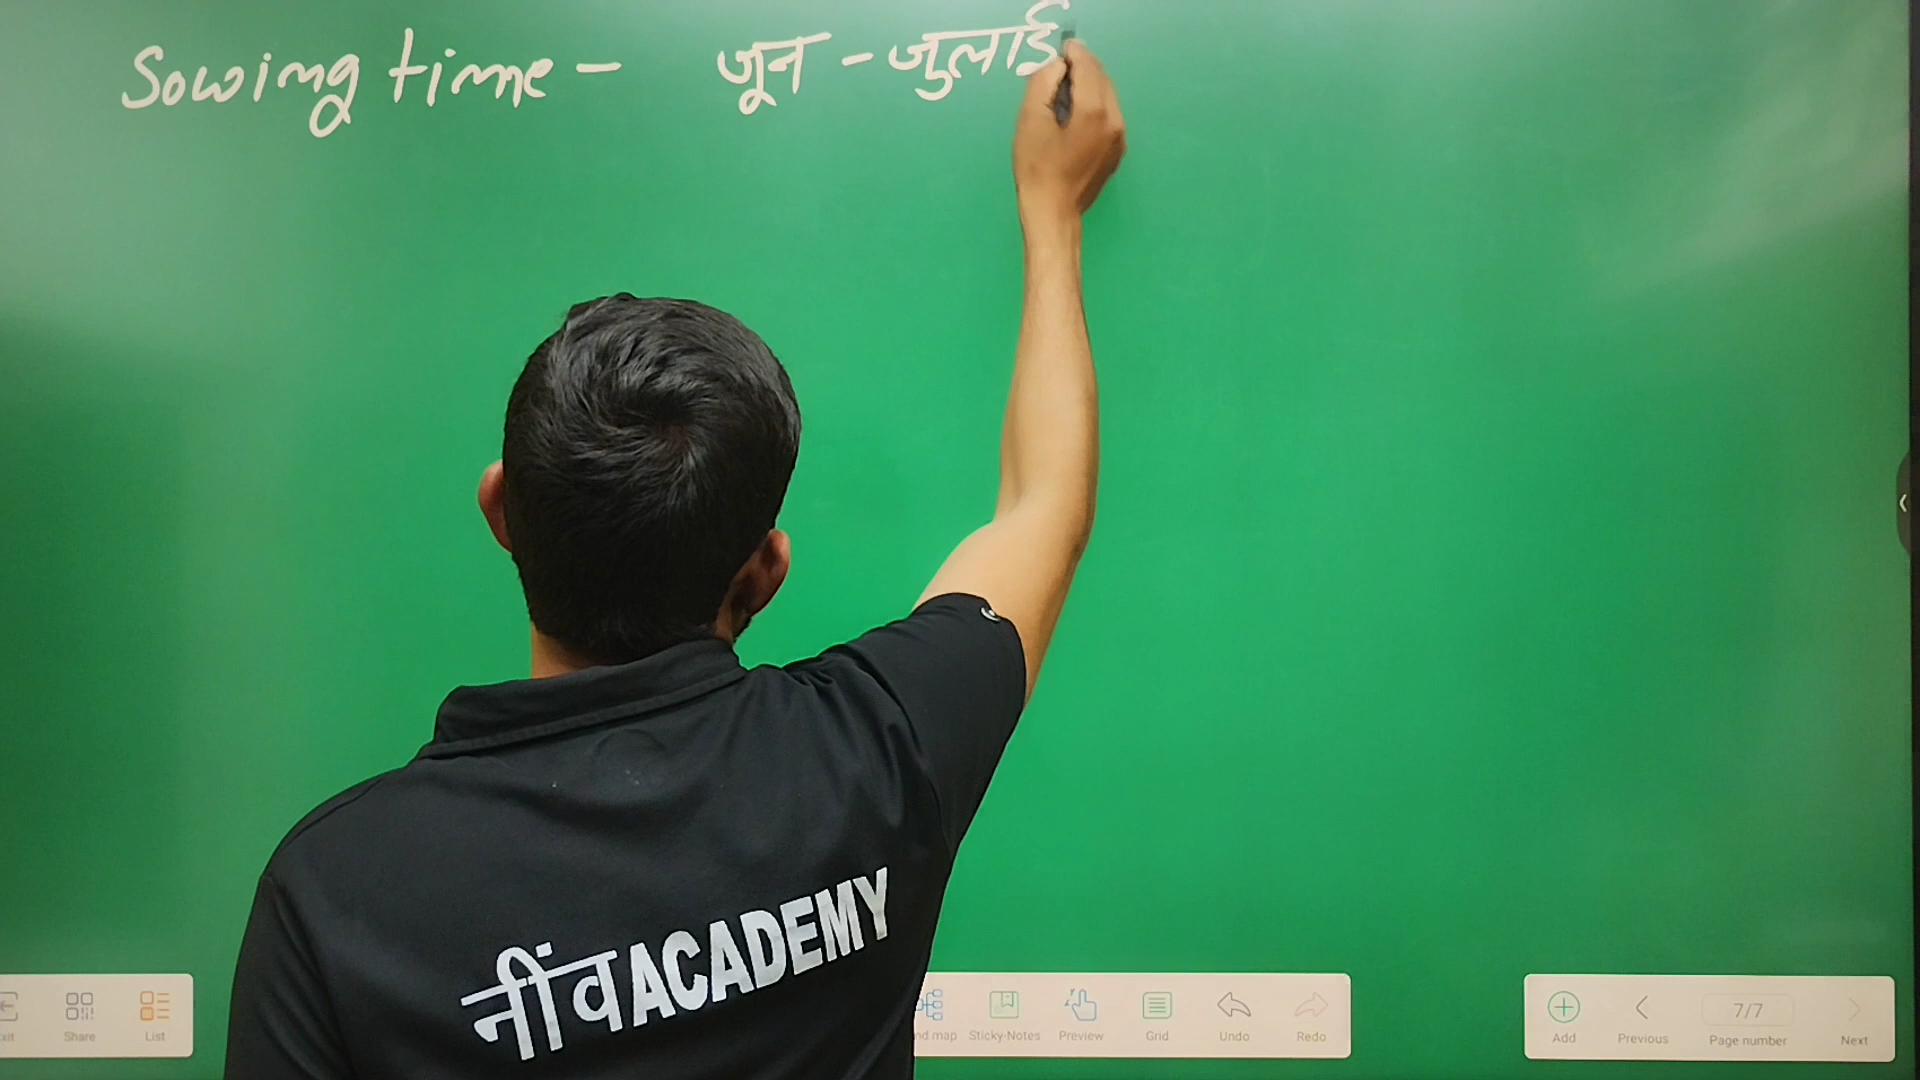 Sowing time - जून - जुलाई
नींव ACADEMY
Share
List
Sticky-Notes
Preview
Grid
Undo
Redo
Add
Previous
7/7
Page number
Next